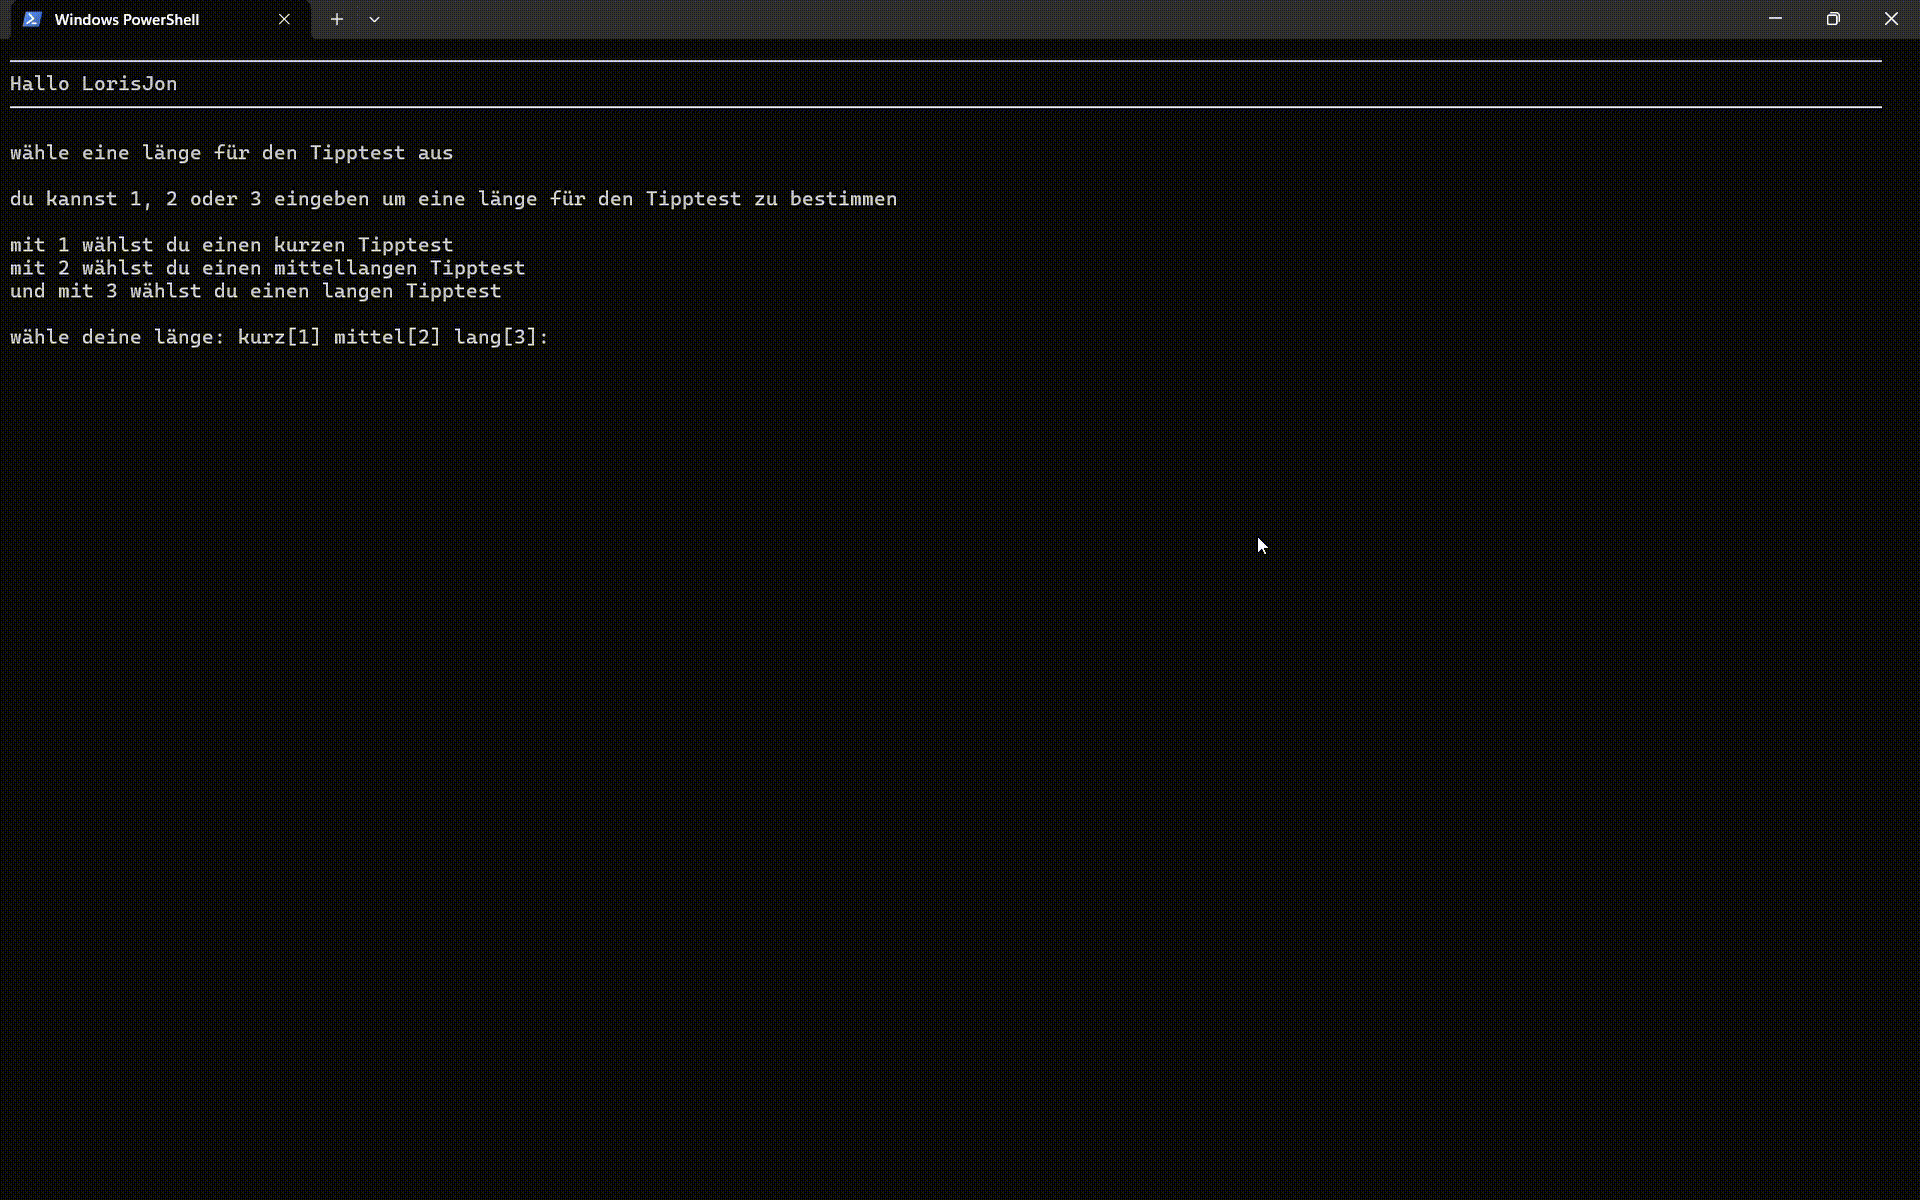 Windows PowerShell
Hallo LorisJon
wähle eine länge für den Tipptest aus
du kannst 1, 2 oder 3 eingeben um eine länge für den Tipptest zu bestimmen
mit 1 wählst du einen kurzen Tipptest
mit 2 wählst du einen mittellangen Tipptest
und mit 3 wählst du einen langen Tipptest
wähle deine länge: kurz[1] mittel[2] lang[3]: